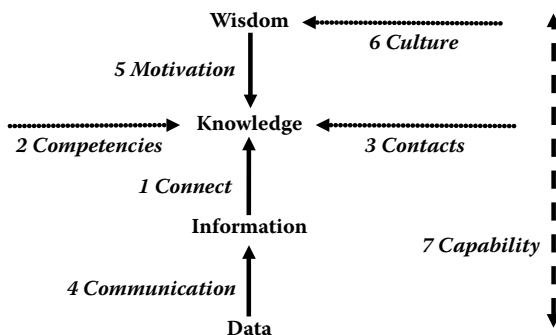 Wisdom
6 Culture
5 Motivation
Knowledge
2 Competencies
3 Contacts
1 Connect
Information
7 Capability
4 Communication
Data